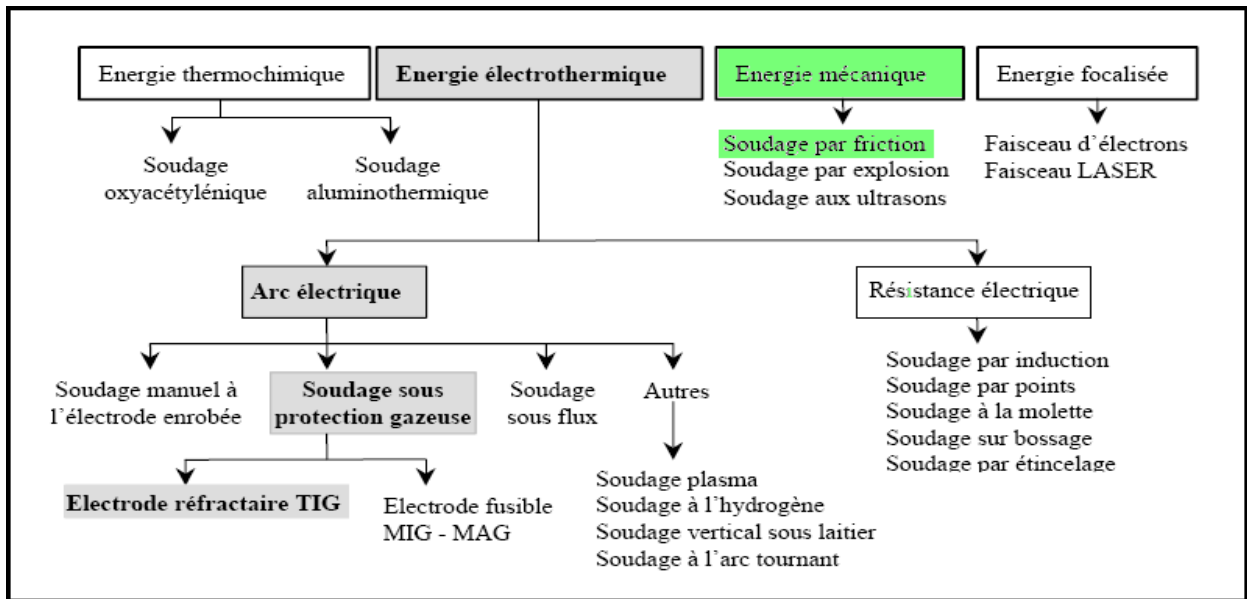 Energie thermochimique
Energie électrothermique
Energie mécanique
Energie focalisée
Soudage
oxyacétylénique
Soudage
aluminothermique
Soudage par friction
Soudage par explosion
Soudage aux ultrasons
Faisceau d’électrons
Faisceau LASER
Arc électrique
Résistance électrique
Soudage manuel à
l’électrode enrobée
Soudage sous
protection gazeuse
Soudage
sous flux
Autres
Soudage par induction
Soudage par points
Soudage à la molette
Soudage sur bossage
Soudage par étincelage
Electrode réfractaire TIG
Electrode fusible
MIG - MAG
Soudage plasma
Soudage à l’hydrogène
Soudage vertical sous laitier
Soudage à l’arc tournant